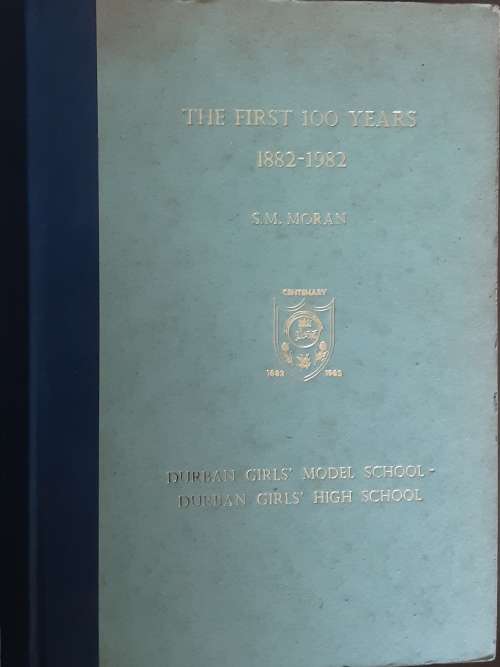 THE FIRST 100 YEARS
1882-1982
S.M. MORAN
CENTENARY
1882 1982
DURBAN GIRLS' MODEL SCHOOL -
DURBAN GIRLS' HIGH SCHOOL